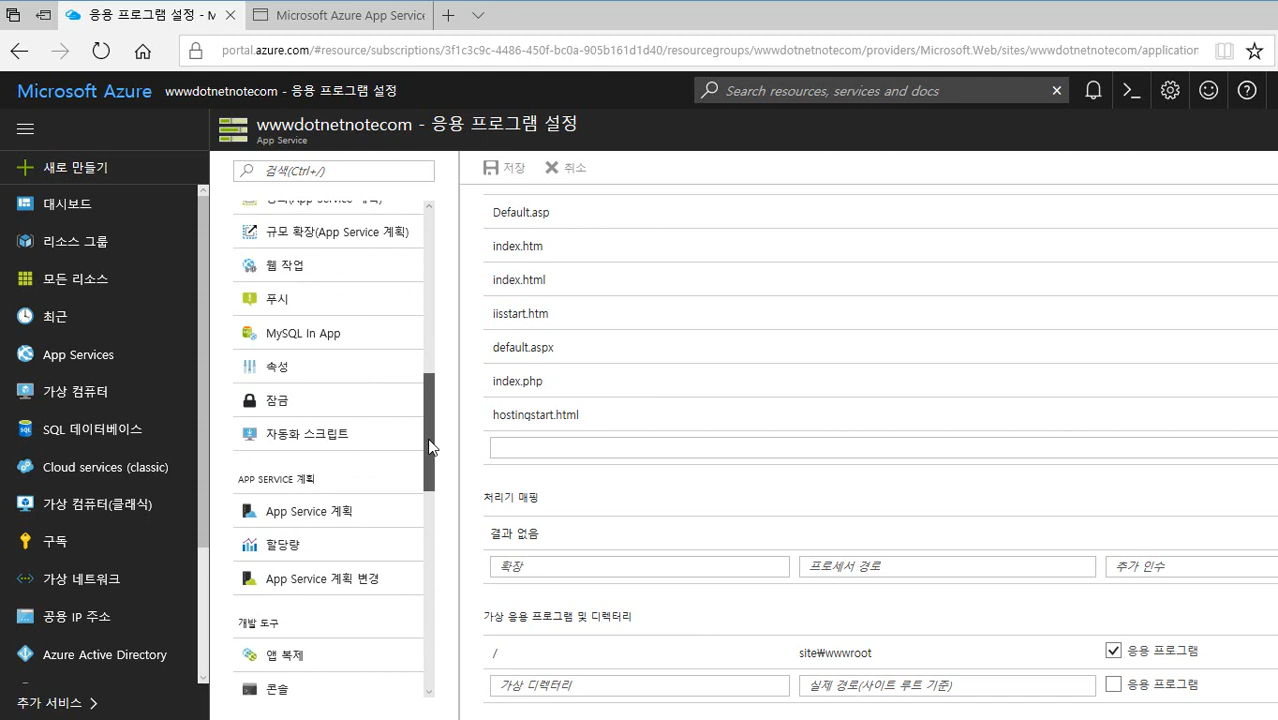 응용 프로그램 설정 - M
Microsoft Azure App Service
portal.azure.com/#resource/subscriptions/3f1c3c9c-4486-450f-bc0a-905b161d1d40/resourcegroups/wwwdotnetnotecom/providers/Microsoft.Web/sites/wwwdotnetnotecom/application
Microsoft Azure wwwdotnetnotecom - 응용 프로그램 설정
Search resources, services and docs
wwwdotnetnotecom - 응용 프로그램 설정
App Service
새로 만들기
대시보드
리소스 그룹
모든 리소스
최근
App Services
가상 컴퓨터
SQL 데이터베이스
Cloud services (classic)
가상 컴퓨터(클래식)
구독
가상 네트워크
공용 IP 주소
Azure Active Directory
추가 서비스
검색(Ctrl+/)
규모 확장(App Service 계획)
웹 작업
푸시
MySQL In App
속성
잠금
자동화 스크립트
APP SERVICE 계획
App Service 계획
할당량
App Service 계획 변경
개발 도구
앱 복제
콘솔
저장 취소
Default.asp
index.htm
index.html
iisstart.htm
default.aspx
index.php
hostingstart.html
처리기 매핑
결과 없음
확장 프로세서 경로 추가 인수
가상 응용 프로그램 및 디렉터리
/ site₩wwwroot 응용 프로그램
가상 디렉터리 실제 경로(사이트 루트 기준) 응용 프로그램